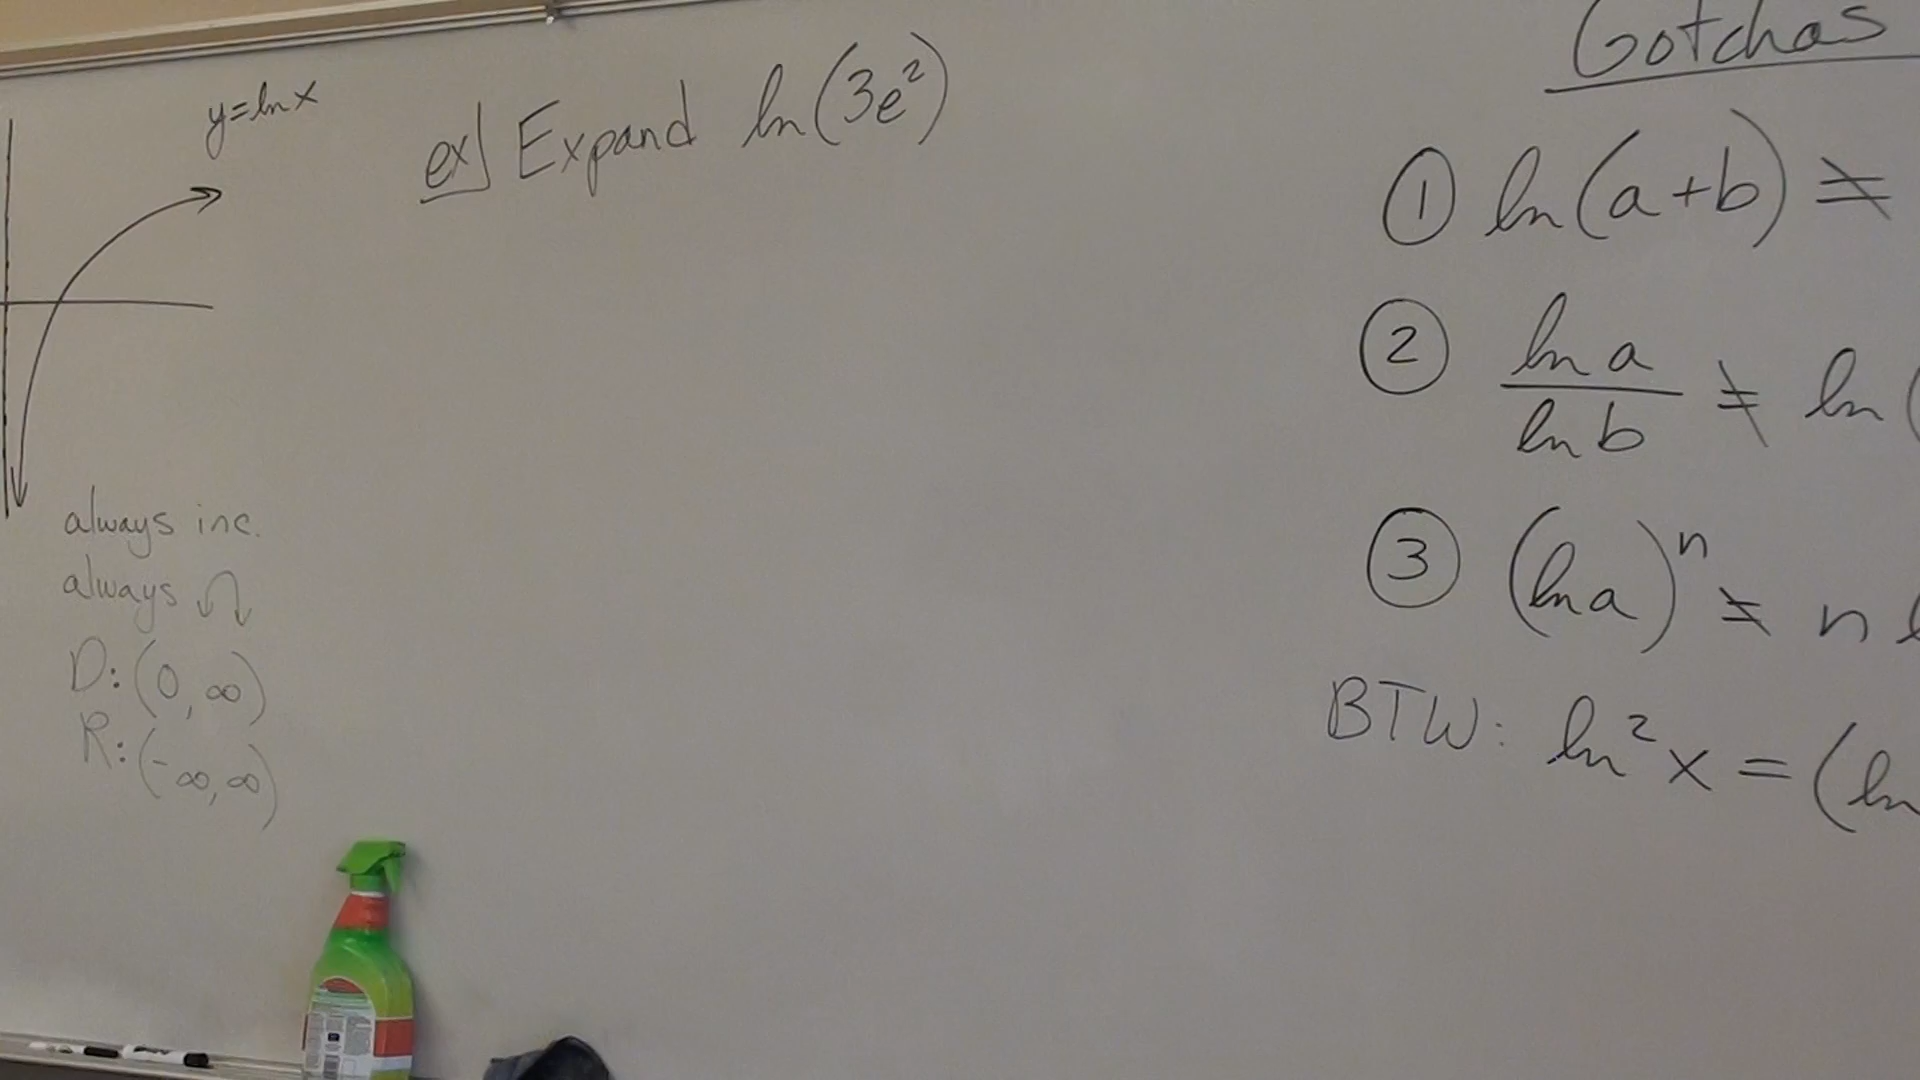 y=ln x
always inc.
always
D: (0, ∞)
R: (-∞, ∞)
ex] Expand ln(3e²)
Gotchas
① ln(a+b) ≠
② ln a / ln b ≠ ln (
③ (ln a)ⁿ ≠ n
BTW: ln²x = (ln